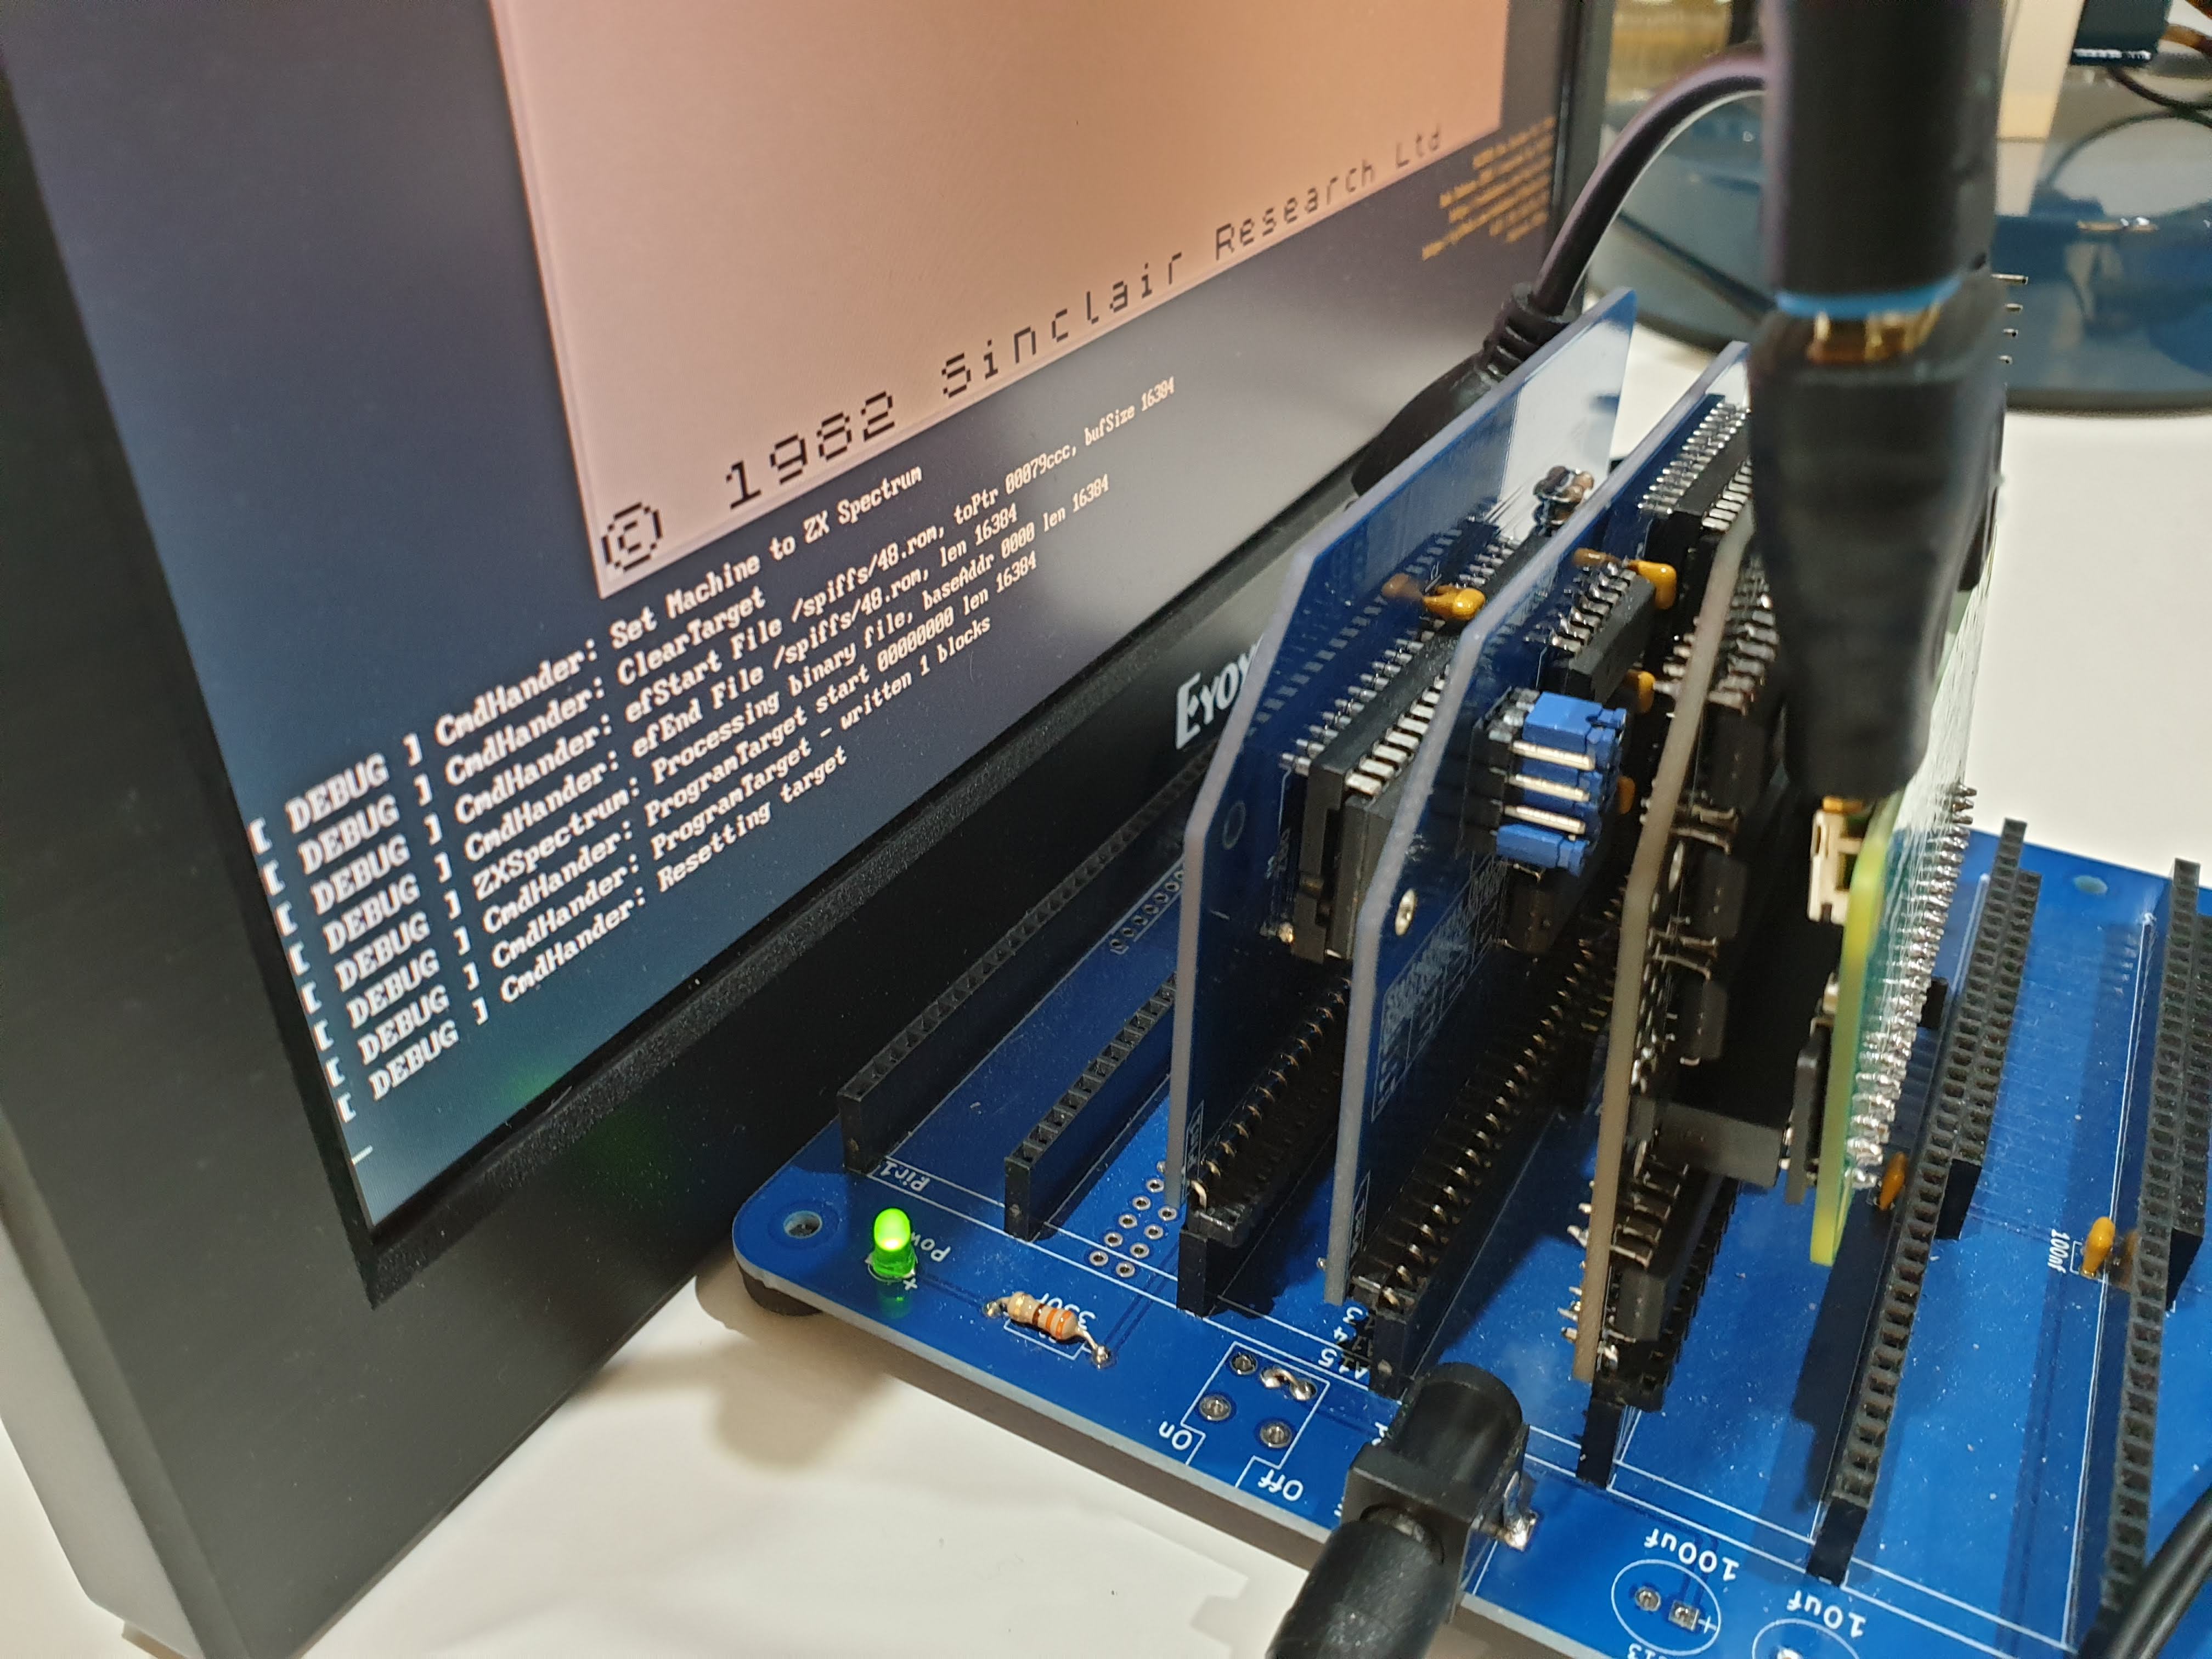 © 1982 Sinclair Research Ltd
[ DEBUG ] CmdHander: Set Machine to ZX Spectrum
[ DEBUG ] CmdHander: ClearTarget
[ DEBUG ] CmdHander: efStart File /spiffs/48.rom, toPtr 00079ccc, bufSize 16384
[ DEBUG ] CmdHander: efEnd File /spiffs/48.rom, len 16384
[ DEBUG ] ZXSpectrum: Processing binary file, baseAddr 0000 len 16384
[ DEBUG ] CmdHander: ProgramTarget start 00000000 len 16384
[ DEBUG ] CmdHander: ProgramTarget - written 1 blocks
[ DEBUG ] CmdHander: Resetting target
Pin1
On
Off
A15
100nf
100uf
10uf